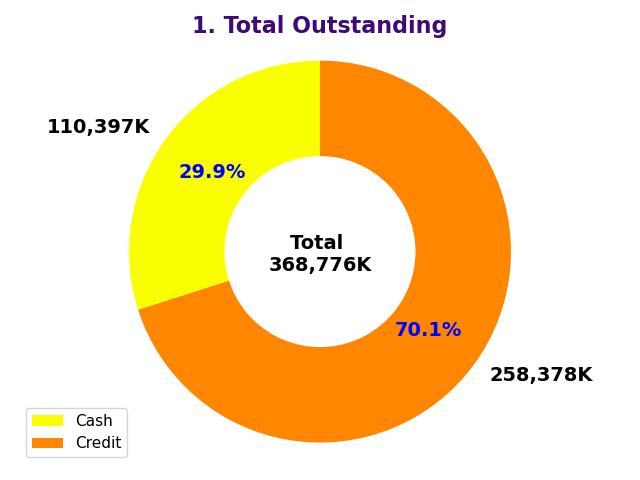 1. Total Outstanding
110,397K
29.9%
Total
368,776K
70.1%
258,378K
Cash
Credit